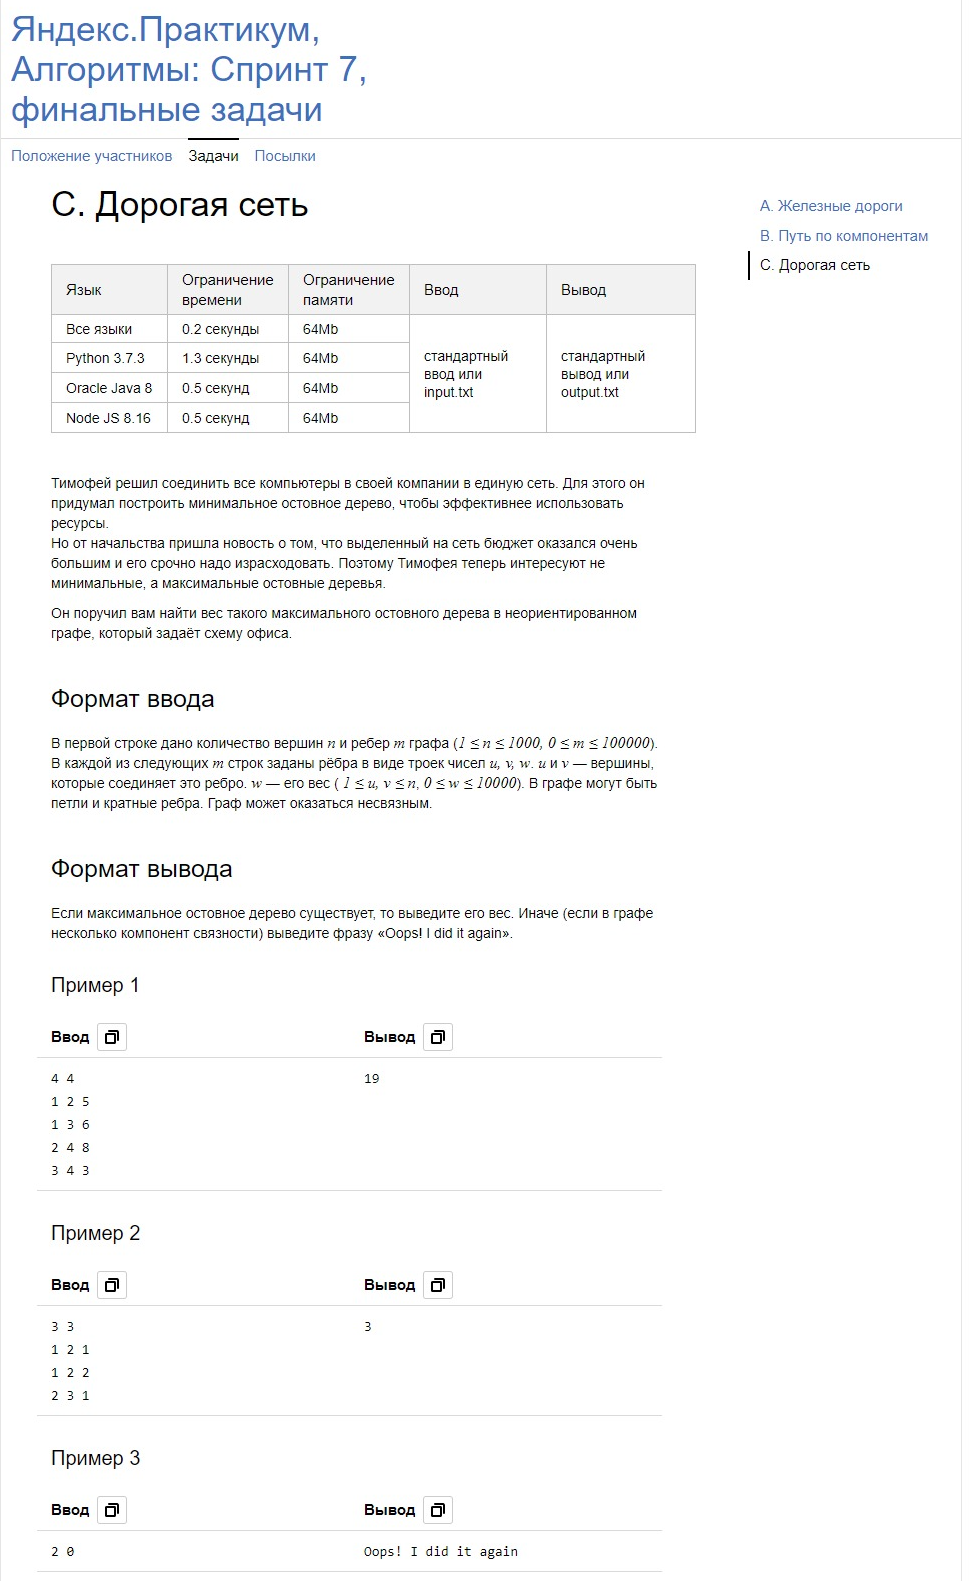 Яндекс.Практикум,
Алгоритмы: Спринт 7,
финальные задачи
Положение участников Задачи Посылки
C. Дорогая сеть
A. Железные дороги
B. Путь по компонентам
C. Дорогая сеть
Язык Ограничение времени Ограничение памяти Ввод Вывод
Все языки 0.2 секунды 64Mb стандартный ввод или input.txt стандартный вывод или output.txt
Python 3.7.3 1.3 секунды 64Mb
Oracle Java 8 0.5 секунд 64Mb
Node JS 8.16 0.5 секунд 64Mb
Тимофей решил соединить все компьютеры в своей компании в единую сеть. Для этого он
придумал построить минимальное остовное дерево, чтобы эффективнее использовать
ресурсы.
Но от начальства пришла новость о том, что выделенный на сеть бюджет оказался очень
большим и его срочно надо израсходовать. Поэтому Тимофея теперь интересуют не
минимальные, а максимальные остовные деревья.
Он поручил вам найти вес такого максимального остовного дерева в неориентированном
графе, который задаёт схему офиса.
Формат ввода
В первой строке дано количество вершин n и ребер m графа (1 ≤ n ≤ 1000, 0 ≤ m ≤ 100000).
В каждой из следующих m строк заданы рёбра в виде троек чисел u, v, w. u и v — вершины,
которые соединяет это ребро. w — его вес ( 1 ≤ u, v ≤ n, 0 ≤ w ≤ 10000). В графе могут быть
петли и кратные ребра. Граф может оказаться несвязным.
Формат вывода
Если максимальное остовное дерево существует, то выведите его вес. Иначе (если в графе
несколько компонент связности) выведите фразу «Oops! I did it again».
Пример 1
Ввод Вывод
4 4 19
1 2 5
1 3 6
2 4 8
3 4 3
Пример 2
Ввод Вывод
3 3 3
1 2 1
1 2 2
2 3 1
Пример 3
Ввод Вывод
2 0 Oops! I did it again